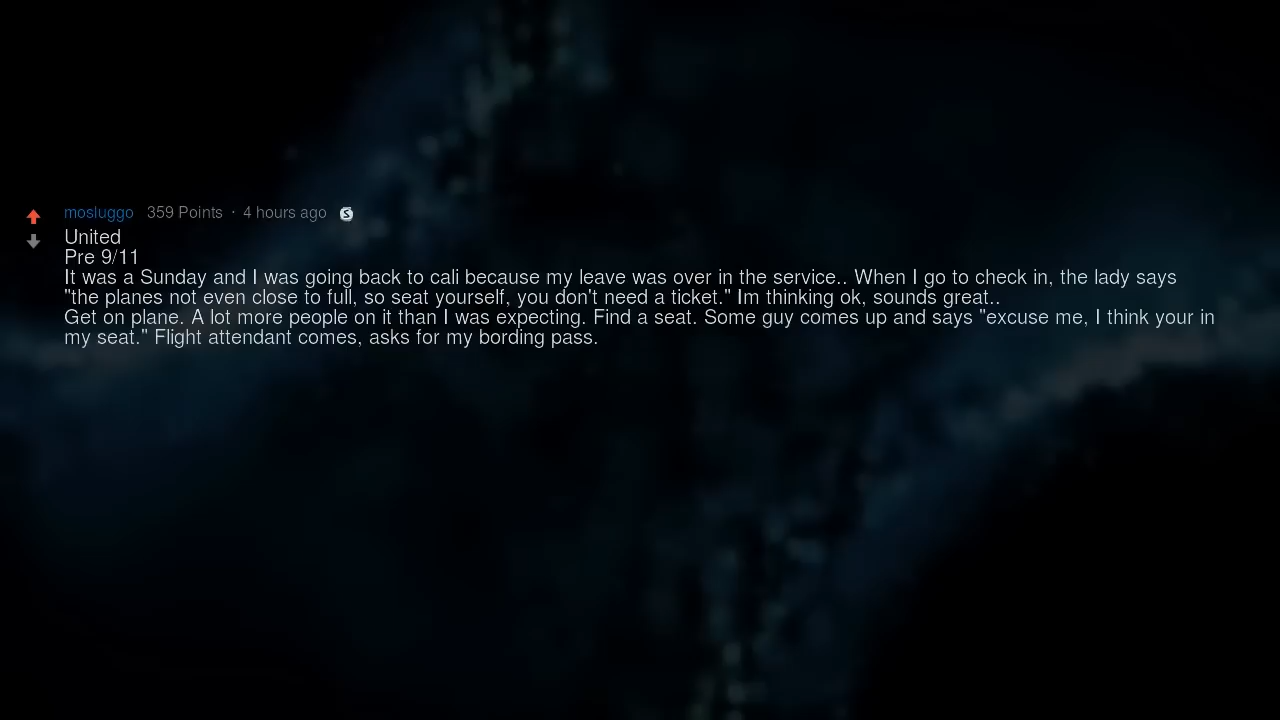 mosluggo 359 Points · 4 hours ago
United
Pre 9/11
It was a Sunday and I was going back to cali because my leave was over in the service.. When I go to check in, the lady says
"the planes not even close to full, so seat yourself, you don't need a ticket." Im thinking ok, sounds great..
Get on plane. A lot more people on it than I was expecting. Find a seat. Some guy comes up and says "excuse me, I think your in
my seat." Flight attendant comes, asks for my bording pass.